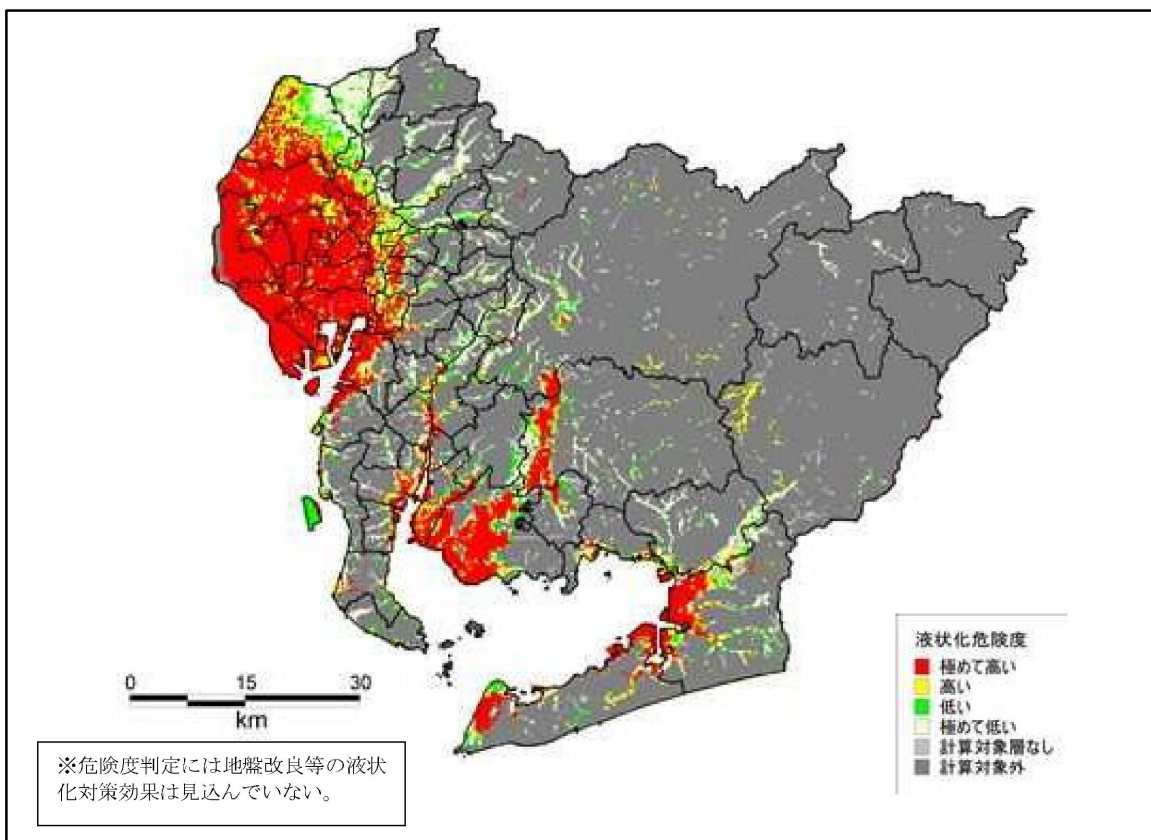 0 15 30
km
※危険度判定には地盤改良等の液状
化対策効果は見込んでいない。
液状化危険度
極めて高い
高い
低い
極めて低い
計算対象層なし
計算対象外